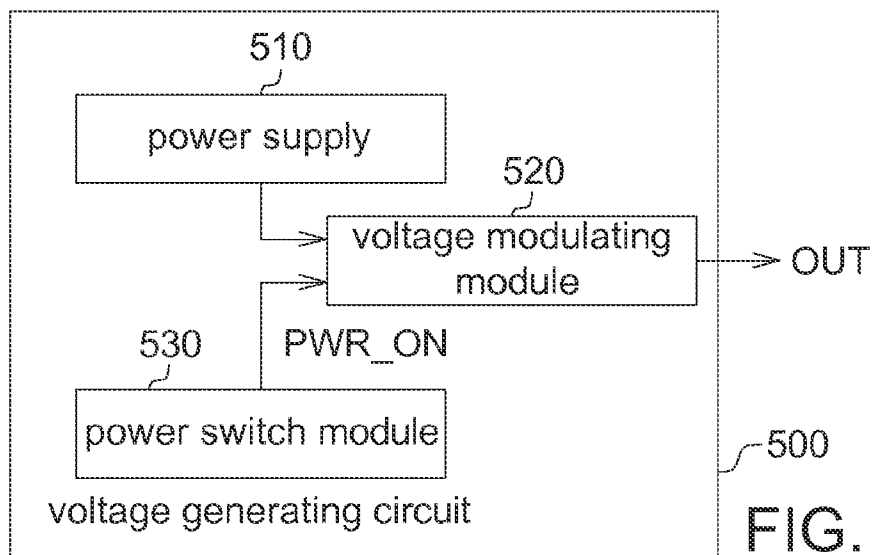 510
power supply
520
voltage modulating
module
OUT
PWR_ON
530
power switch module
500
voltage generating circuit
FIG.